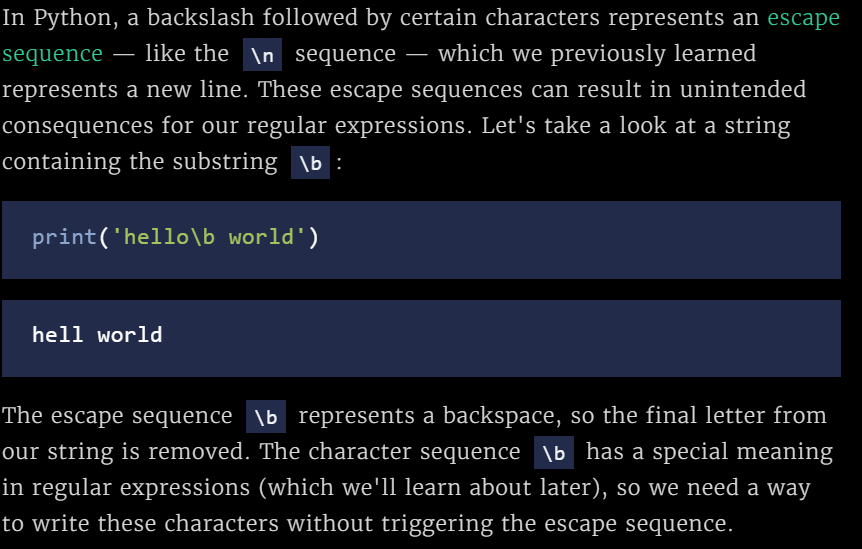 In Python, a backslash followed by certain characters represents an escape
sequence — like the \n sequence — which we previously learned
represents a new line. These escape sequences can result in unintended
consequences for our regular expressions. Let's take a look at a string
containing the substring \b :
print('hello\b world')
hell world
The escape sequence \b represents a backspace, so the final letter from
our string is removed. The character sequence \b has a special meaning
in regular expressions (which we'll learn about later), so we need a way
to write these characters without triggering the escape sequence.